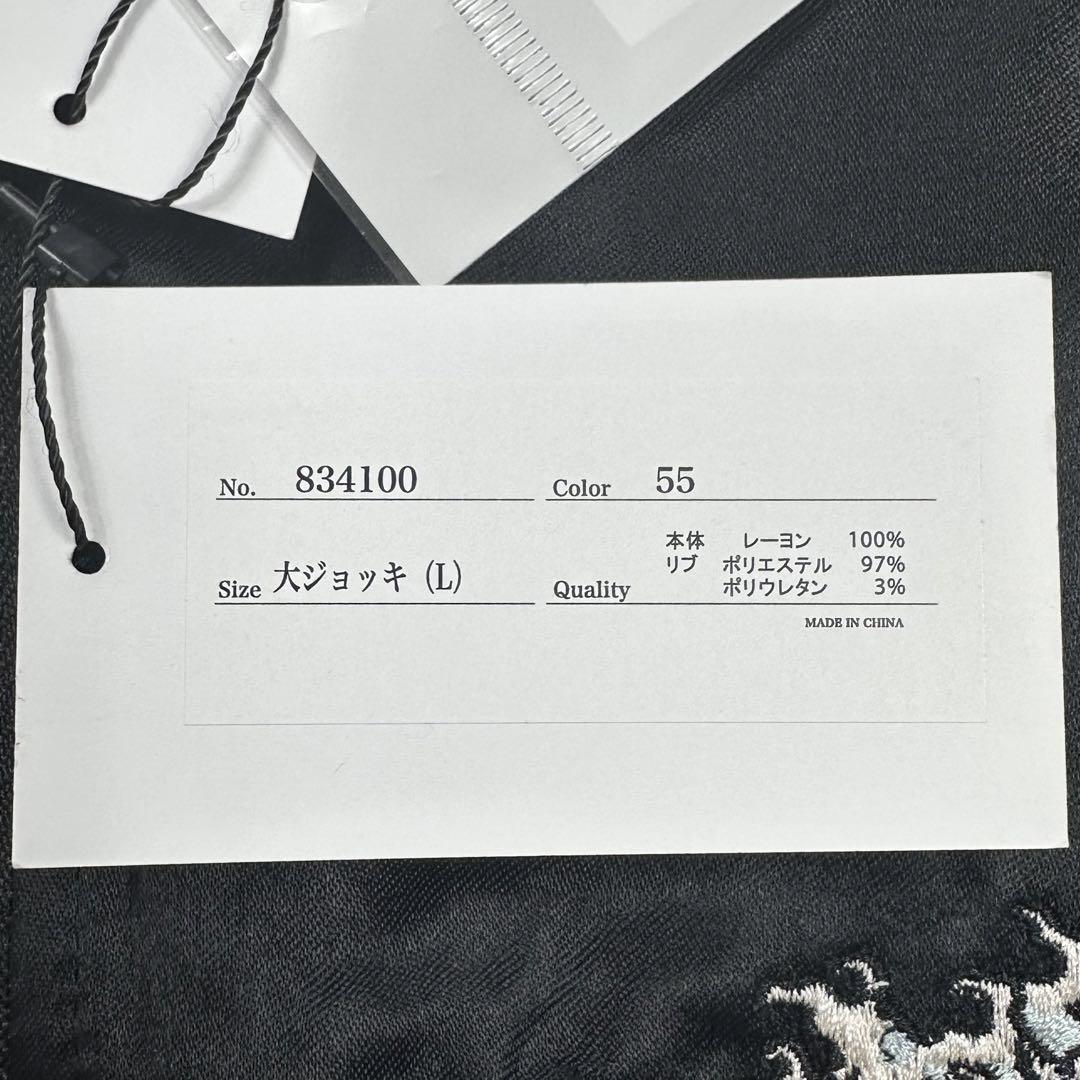 No. 834100 Color 55
Size 大ジョッキ (L) Quality
本体 レーヨン 100%
リブ ポリエステル 97%
ポリウレタン 3%
MADE IN CHINA